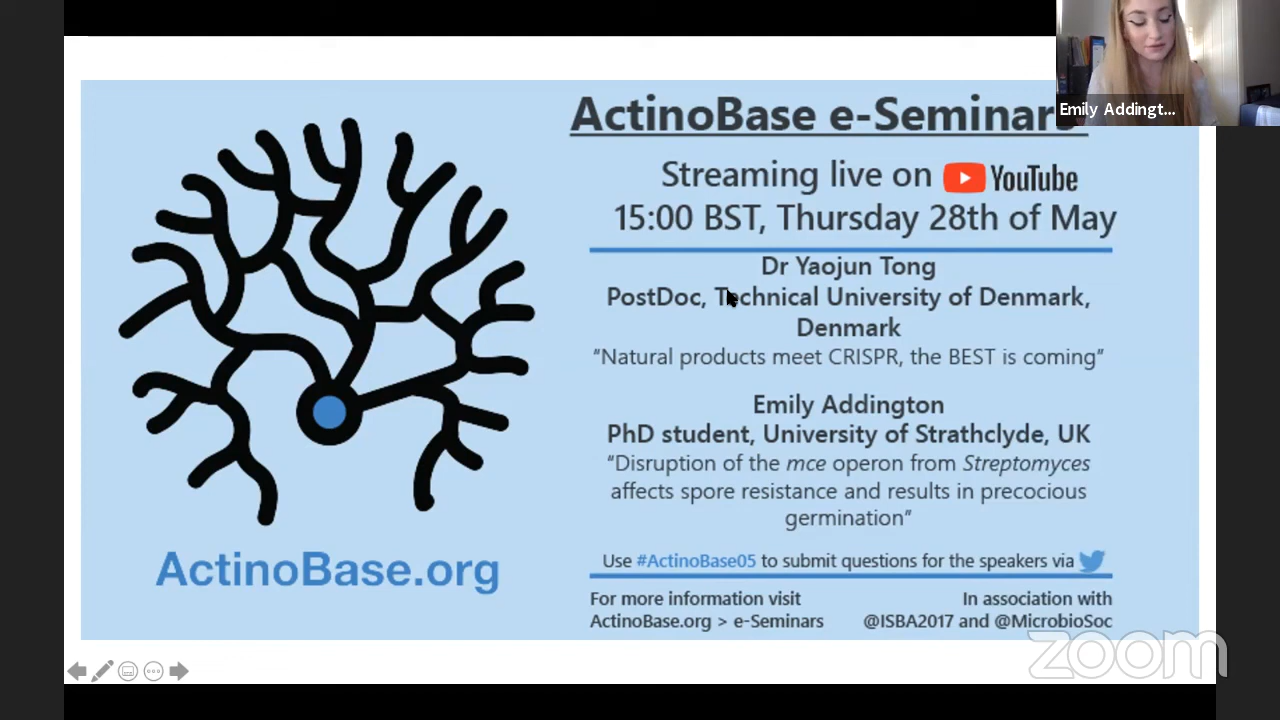 Emily Addingt...
ActinoBase e-Seminars
Streaming live on YouTube
15:00 BST, Thursday 28th of May
Dr Yaojun Tong
PostDoc, Technical University of Denmark,
Denmark
“Natural products meet CRISPR, the BEST is coming”
Emily Addington
PhD student, University of Strathclyde, UK
“Disruption of the mce operon from Streptomyces
affects spore resistance and results in precocious
germination”
Use #ActinoBase05 to submit questions for the speakers via
ActinoBase.org
For more information visit
ActinoBase.org > e-Seminars
In association with
@ISBA2017 and @MicrobioSoc
zoom